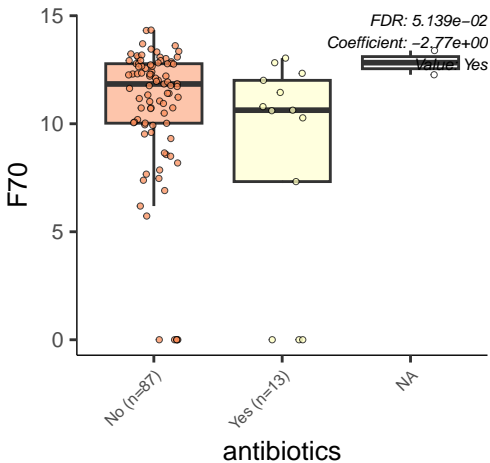 FDR: 5.139e−02
Coefficient: −2.77e+00
Value: Yes
15
10
5
0
F70
No (n=87)
Yes (n=13)
NA
antibiotics